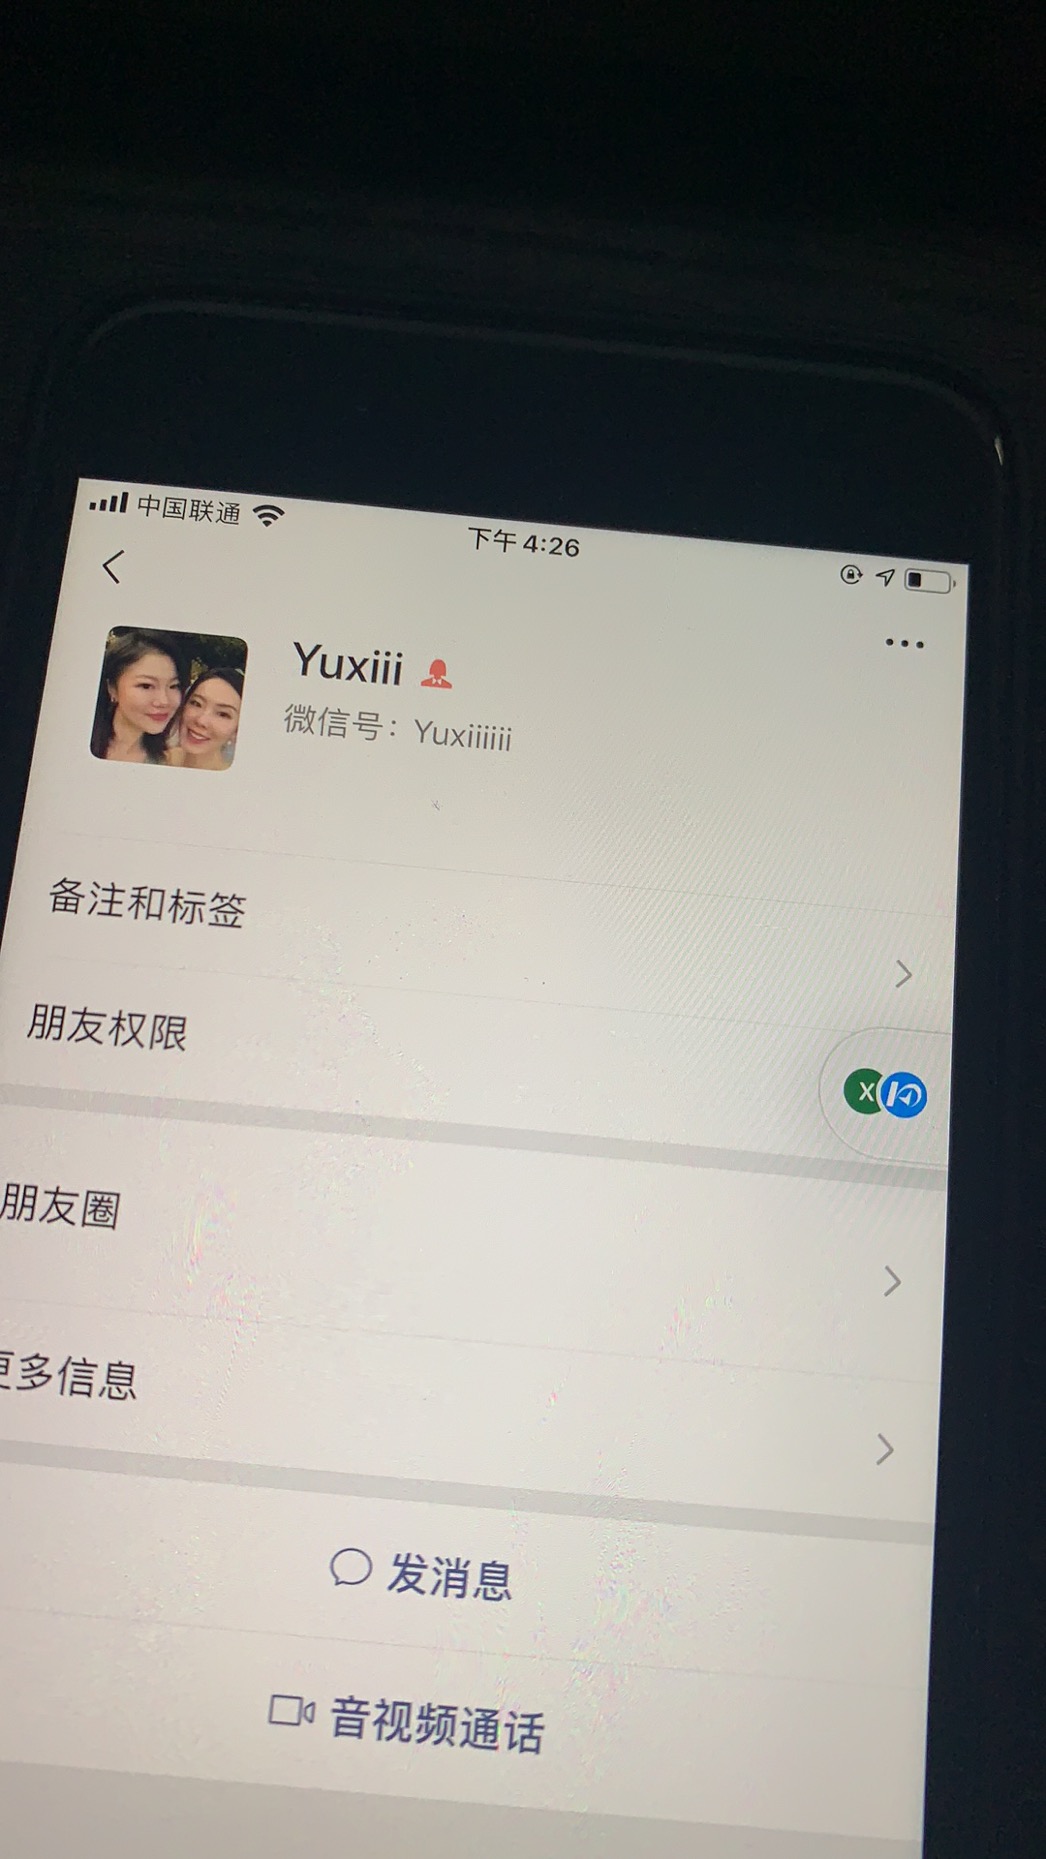 中国联通
下午 4:26
Yuxiii
微信号: Yuxiiiiii
备注和标签
朋友权限
X
朋友圈
更多信息
发消息
音视频通话